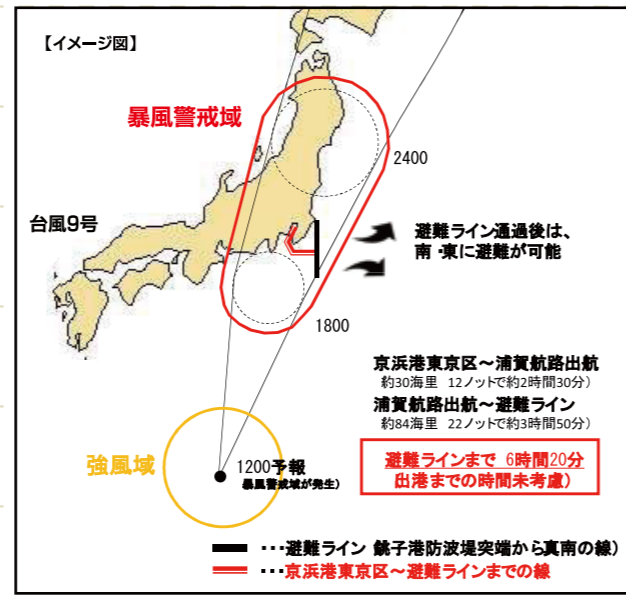 【イメージ図】
暴風警戒域
2400
台風9号
避難ライン通過後は、
南・東に避難が可能
1800
京浜港東京区～浦賀航路出航
約30海里 12ノットで約2時間30分）
浦賀航路出航～避難ライン
約84海里 22ノットで約3時間50分）
強風域
1200予報
暴風警戒域が発生）
避難ラインまで 6時間20分
出港までの時間未考慮）
･･･避難ライン 銚子港防波堤突端から真南の線）
･･･京浜港東京区～避難ラインまでの線